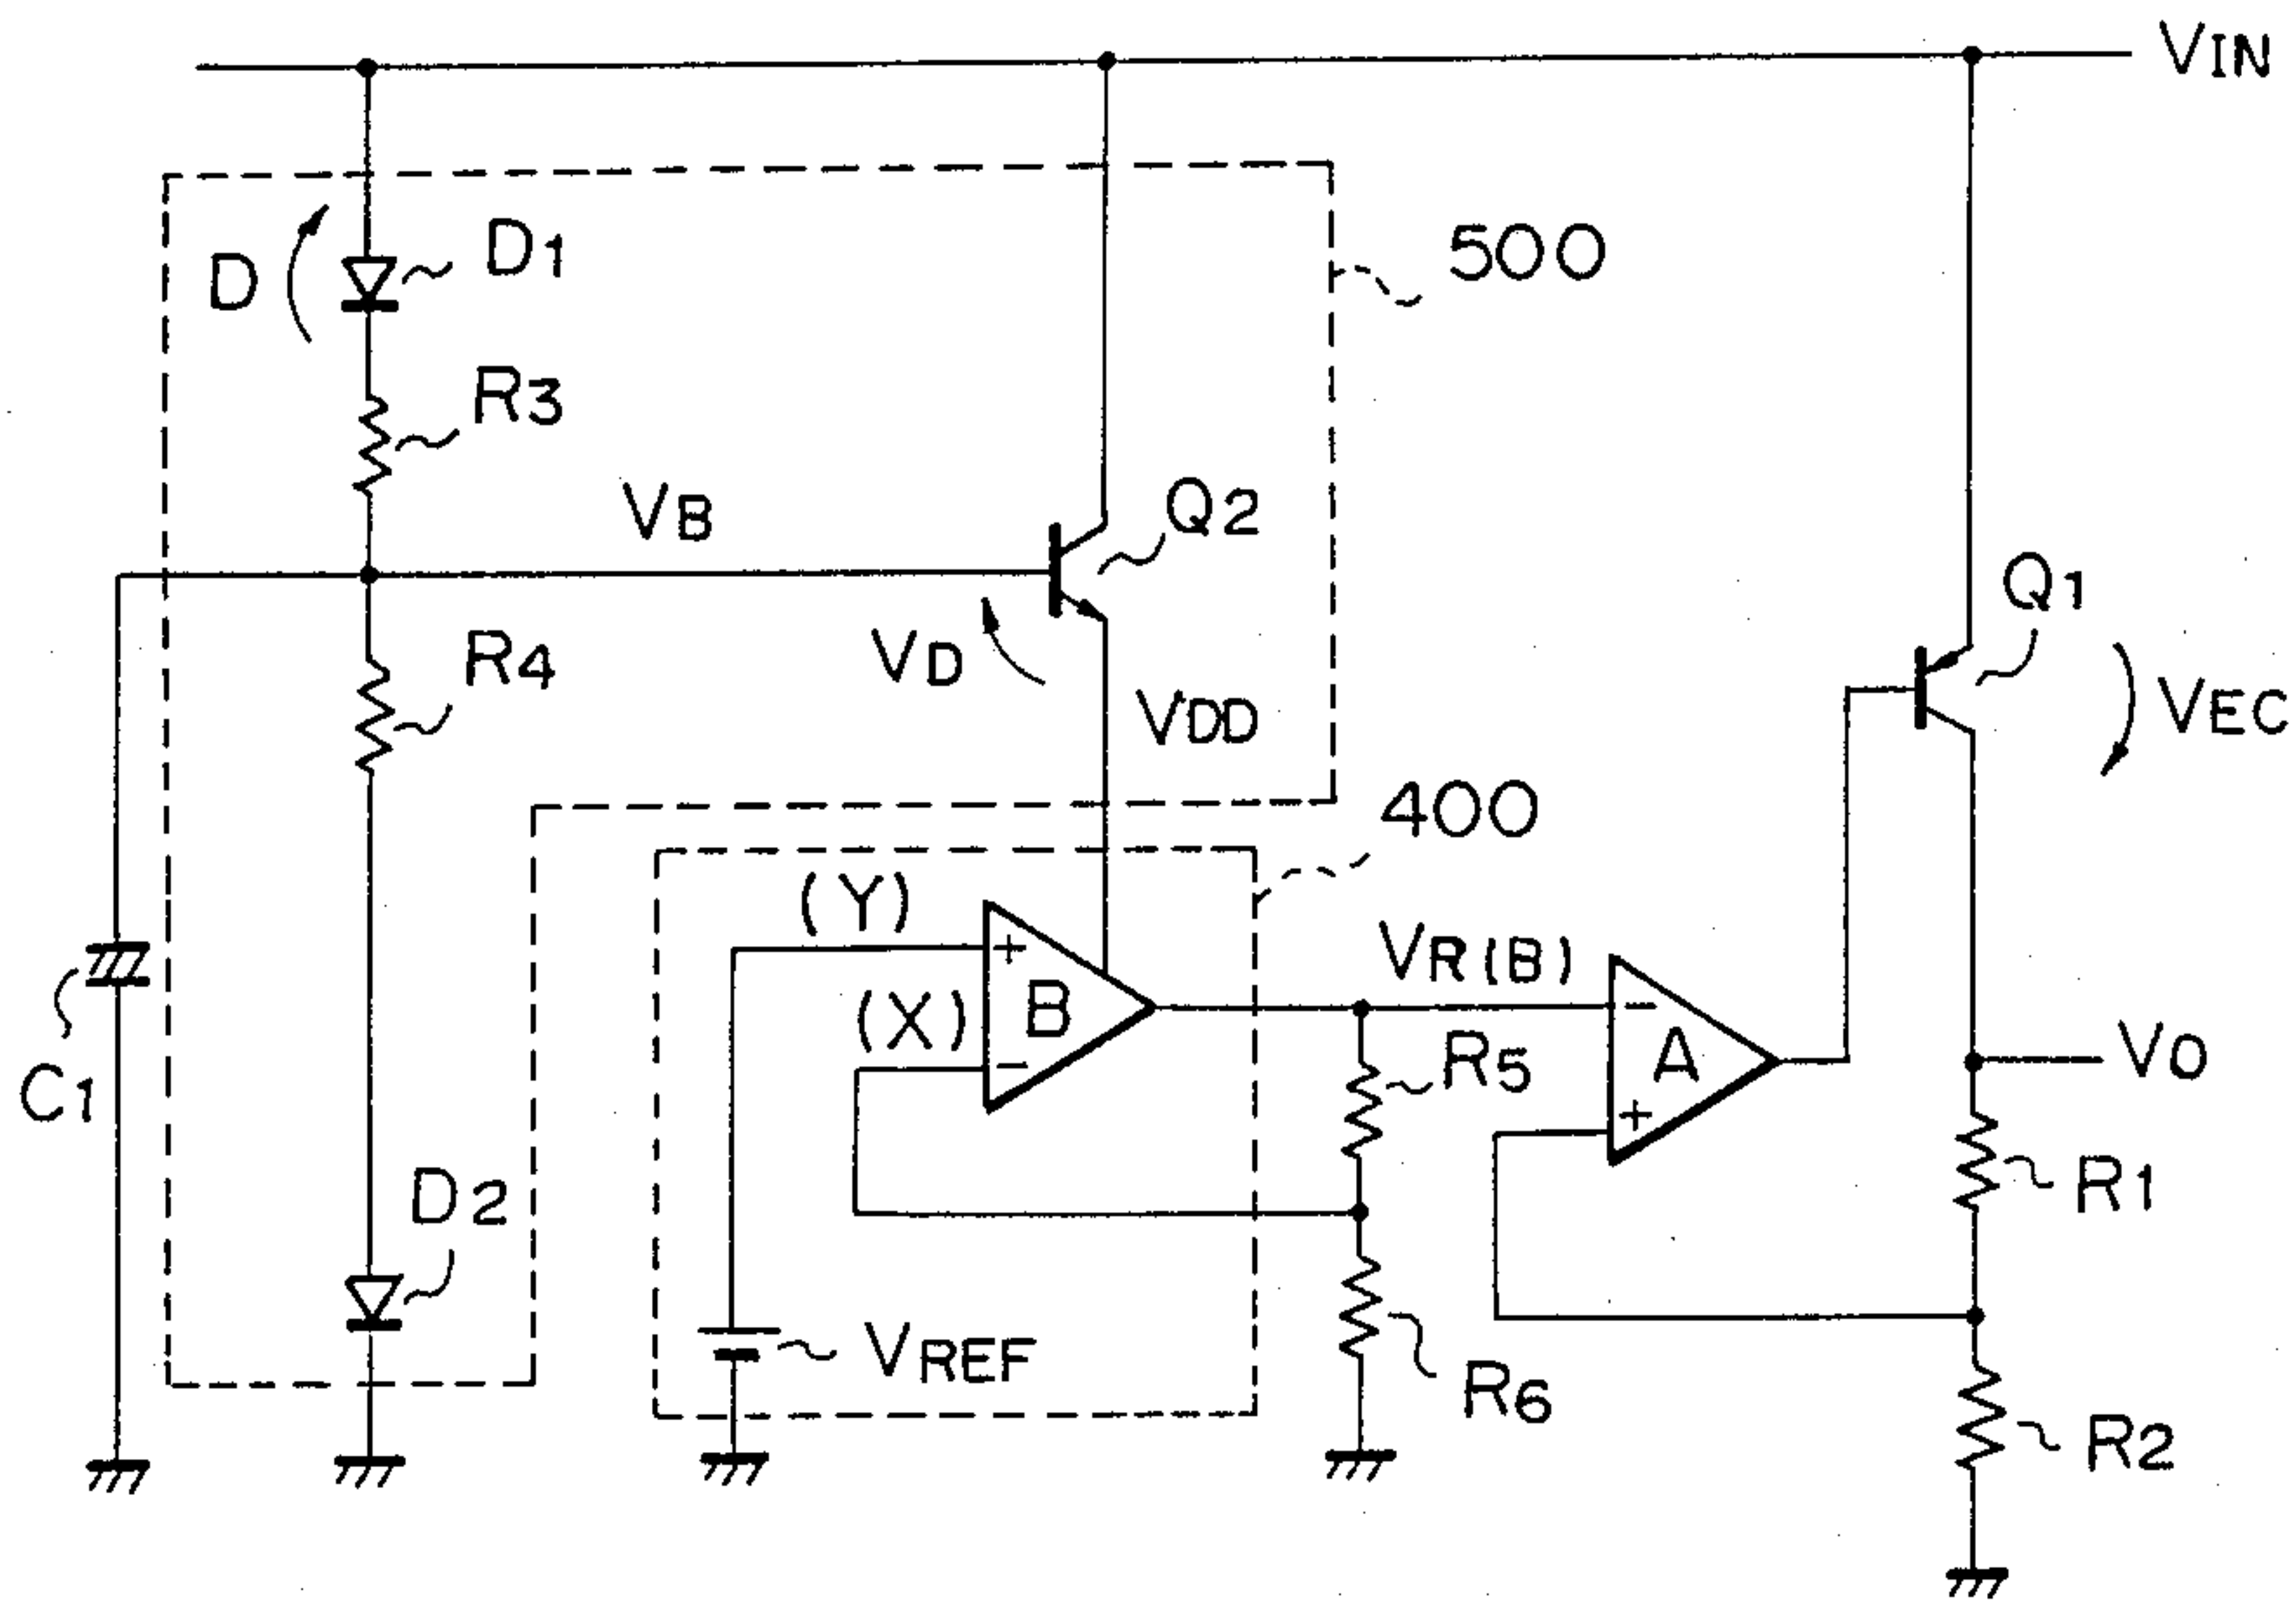 VIN
D
D1
500
R3
VB
Q2
Q1
R4
VD
VDD
VEC
400
(Y)
+
B
VR(B)
−
(X)
−
R5
A
VO
C1
+
D2
R1
VREF
R6
R2